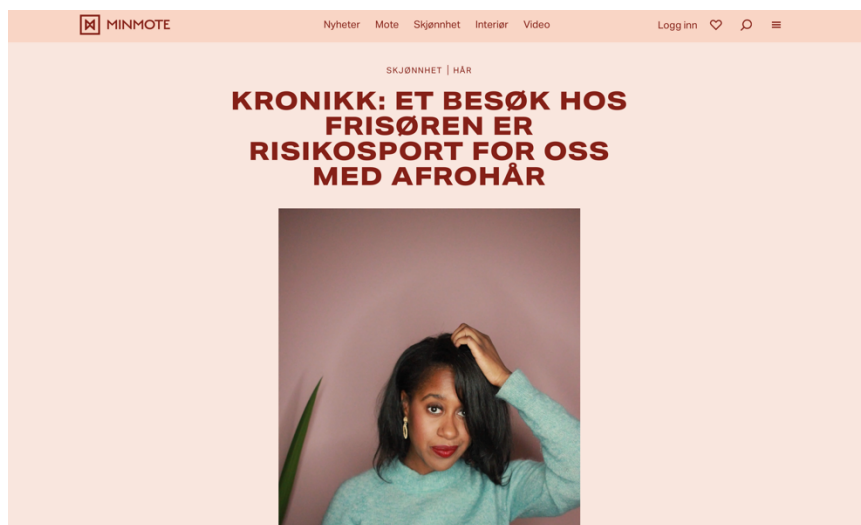 MINMOTE
Nyheter Mote Skjønnhet Interiør Video
Logg inn
SKJØNNHET | HÅR
KRONIKK: ET BESØK HOS
FRISØREN ER
RISIKOSPORT FOR OSS
MED AFROHÅR